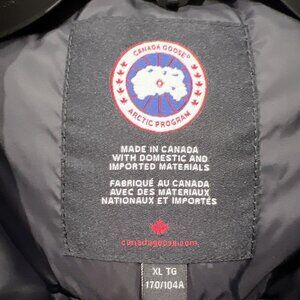 CANADA GOOSE®
ARCTIC PROGRAM
MADE IN CANADA
WITH DOMESTIC AND
IMPORTED MATERIALS
FABRIQUÉ AU CANADA
AVEC DES MATÉRIAUX
NATIONAUX ET IMPORTÉS
canadagoose.com
XL TG
170/104A